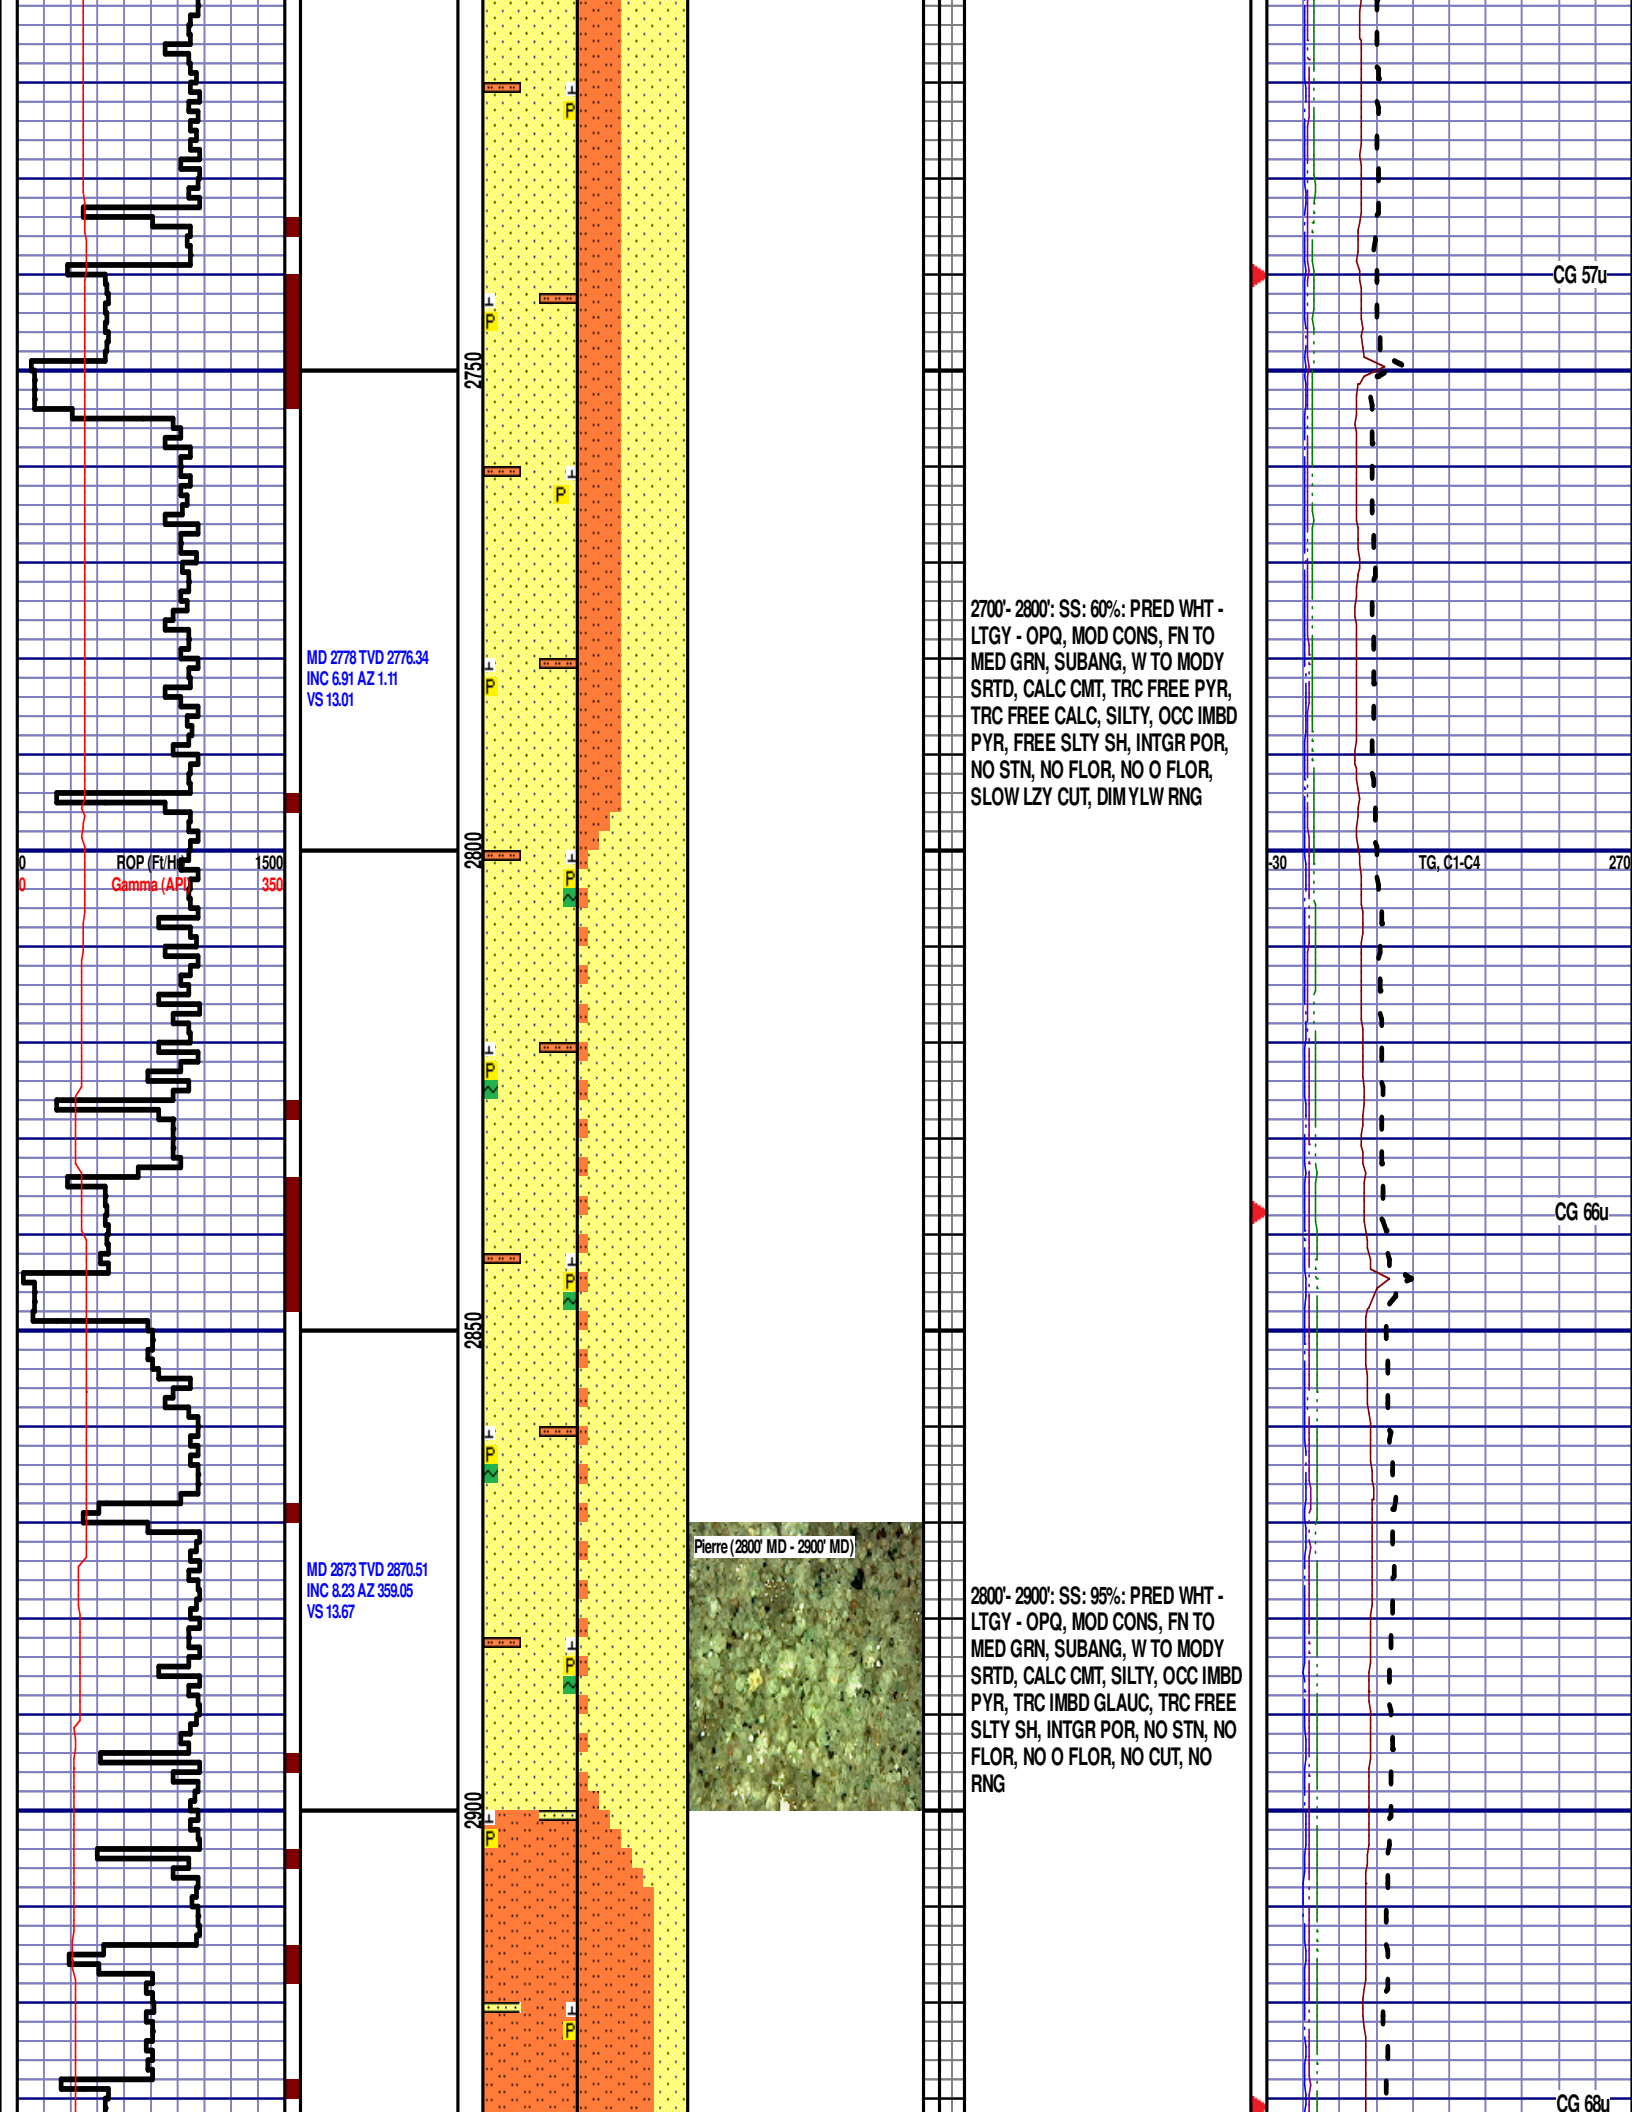 P
CG 57u
P
2750
P
2700'- 2800': SS: 60%: PRED WHT -
LTGY - OPQ, MOD CONS, FN TO
MED GRN, SUBANG, W TO MODY
SRTD, CALC CMT, TRC FREE PYR,
TRC FREE CALC, SILTY, OCC IMBD
PYR, FREE SLTY SH, INTGR POR,
NO STN, NO FLOR, NO O FLOR,
SLOW LZY CUT, DIM YLW RNG
MD 2778 TVD 2776.34
INC 6.91 AZ 1.11
VS 13.01
P
2800
0 ROP (Ft/H 1500
0 Gamma (API) 350
P
-30 TG, C1-C4 270
P
CG 66u
P
2850
P
Pierre (2800' MD - 2900' MD)
MD 2873 TVD 2870.51
INC 8.23 AZ 359.05
VS 13.67
2800'- 2900': SS: 95%: PRED WHT -
LTGY - OPQ, MOD CONS, FN TO
MED GRN, SUBANG, W TO MODY
SRTD, CALC CMT, SILTY, OCC IMBD
PYR, TRC IMBD GLAUC, TRC FREE
SLTY SH, INTGR POR, NO STN, NO
FLOR, NO O FLOR, NO CUT, NO
RNG
P
2900
P
P
CG 68u